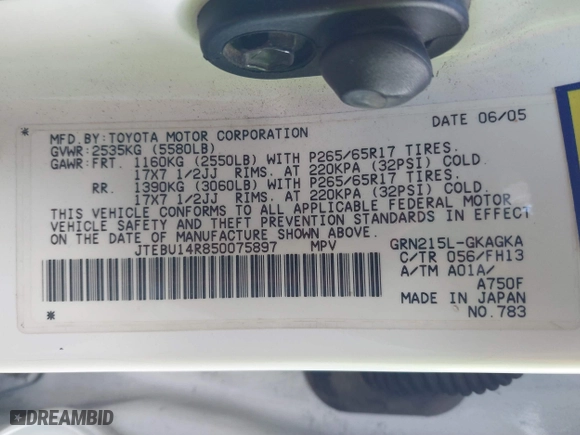 MFD. BY: TOYOTA MOTOR CORPORATION DATE 06/05
GVWR: 2535KG (5580LB)
GAWR: FRT. 1160KG (2550LB) WITH P265/65R17 TIRES.
17X7 1/2JJ RIMS. AT 220KPA (32PSI) COLD.
RR. 1390KG (3060LB) WITH P265/65R17 TIRES.
17X7 1/2JJ RIMS. AT 220KPA (32PSI) COLD.
THIS VEHICLE CONFORMS TO ALL APPLICABLE FEDERAL MOTOR
VEHICLE SAFETY AND THEFT PREVENTION STANDARDS IN EFFECT
ON THE DATE OF MANUFACTURE SHOWN ABOVE.
JTEBU14R850075897 MPV GRN215L-GKAGKA
C/TR 056/FH13
A/TM A01A/
A750F
MADE IN JAPAN
NO. 783
DREAMBID